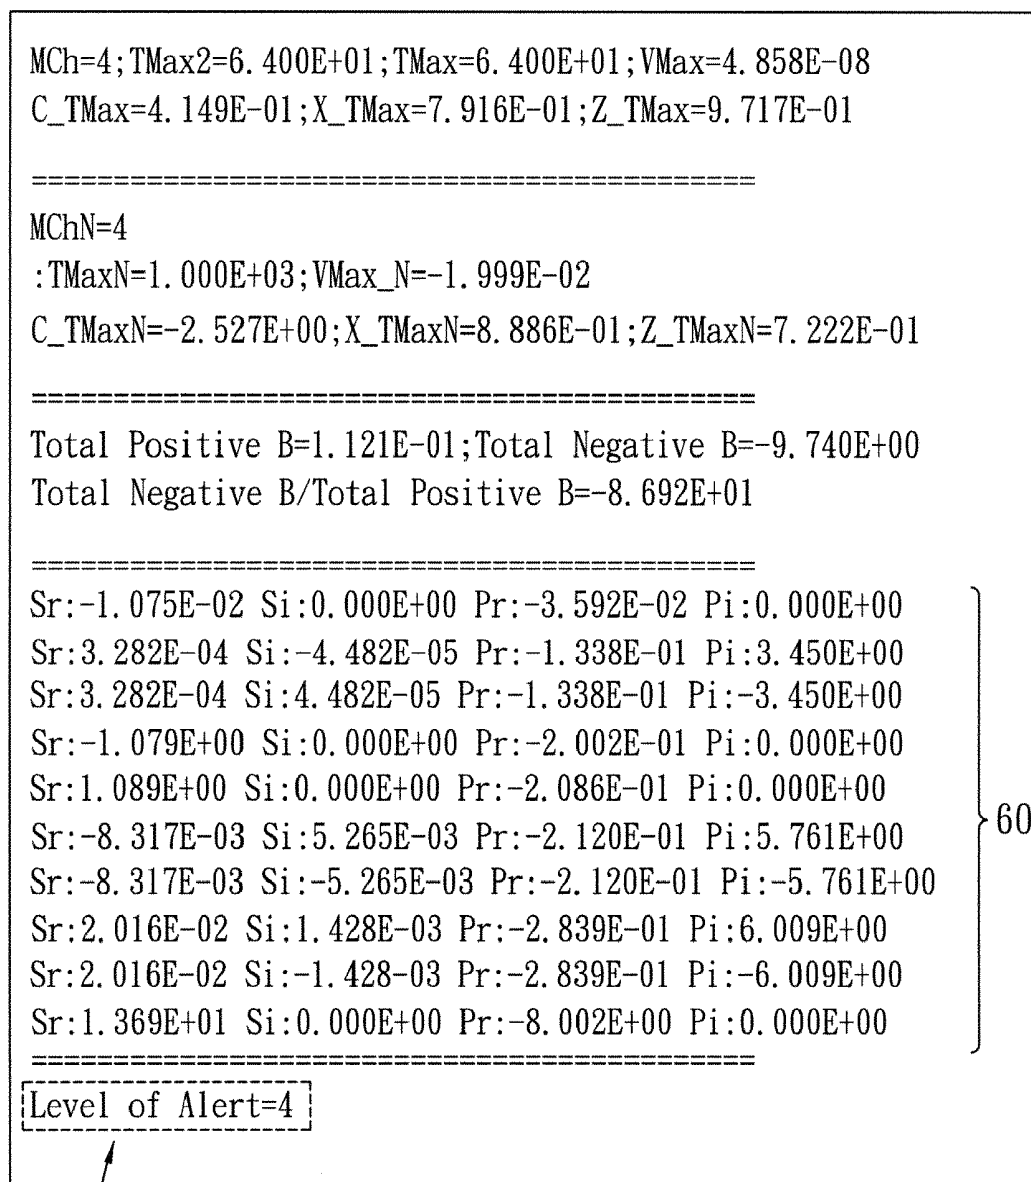 MCh=4;TMax2=6.400E+01;TMax=6.400E+01;VMax=4.858E-08
C_TMax=4.149E-01;X_TMax=7.916E-01;Z_TMax=9.717E-01
============================================
MChN=4
:TMaxN=1.000E+03;VMax_N=-1.999E-02
C_TMaxN=-2.527E+00;X_TMaxN=8.886E-01;Z_TMaxN=7.222E-01
============================================
Total Positive B=1.121E-01;Total Negative B=-9.740E+00
Total Negative B/Total Positive B=-8.692E+01
============================================
Sr:-1.075E-02 Si:0.000E+00 Pr:-3.592E-02 Pi:0.000E+00
Sr:3.282E-04 Si:-4.482E-05 Pr:-1.338E-01 Pi:3.450E+00
Sr:3.282E-04 Si:4.482E-05 Pr:-1.338E-01 Pi:-3.450E+00
Sr:-1.079E+00 Si:0.000E+00 Pr:-2.002E-01 Pi:0.000E+00
Sr:1.089E+00 Si:0.000E+00 Pr:-2.086E-01 Pi:0.000E+00
Sr:-8.317E-03 Si:5.265E-03 Pr:-2.120E-01 Pi:5.761E+00
Sr:-8.317E-03 Si:-5.265E-03 Pr:-2.120E-01 Pi:-5.761E+00
Sr:2.016E-02 Si:1.428E-03 Pr:-2.839E-01 Pi:6.009E+00
Sr:2.016E-02 Si:-1.428-03 Pr:-2.839E-01 Pi:-6.009E+00
Sr:1.369E+01 Si:0.000E+00 Pr:-8.002E+00 Pi:0.000E+00
60
============================================
Level of Alert=4